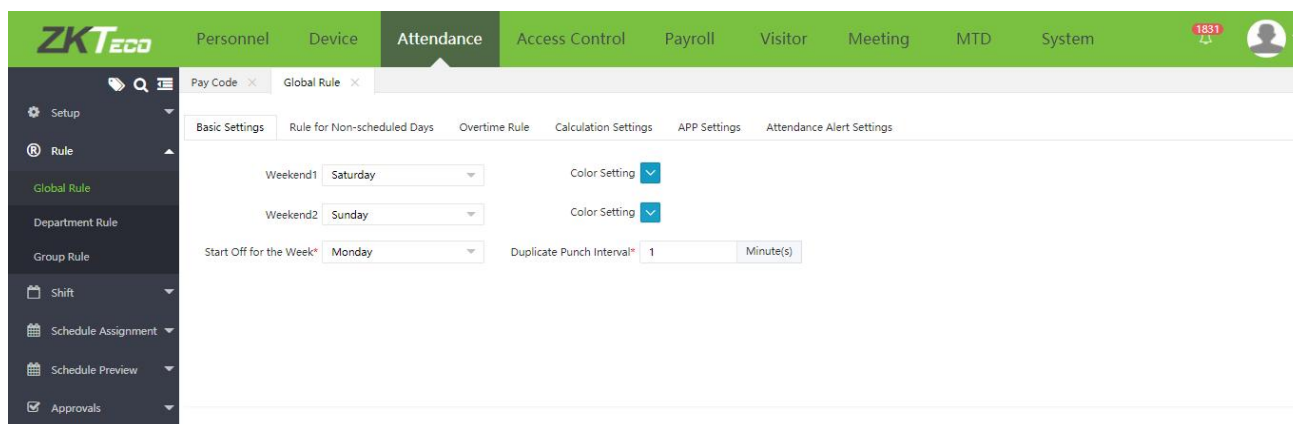 ZKTeco Personnel Device Attendance Access Control Payroll Visitor Meeting MTD System 1831
Pay Code Global Rule
Setup
Basic Settings Rule for Non-scheduled Days Overtime Rule Calculation Settings APP Settings Attendance Alert Settings
Rule
Weekend1 Saturday Color Setting
Global Rule
Weekend2 Sunday Color Setting
Department Rule
Start Off for the Week* Monday Duplicate Punch Interval* 1 Minute(s)
Group Rule
Shift
Schedule Assignment
Schedule Preview
Approvals